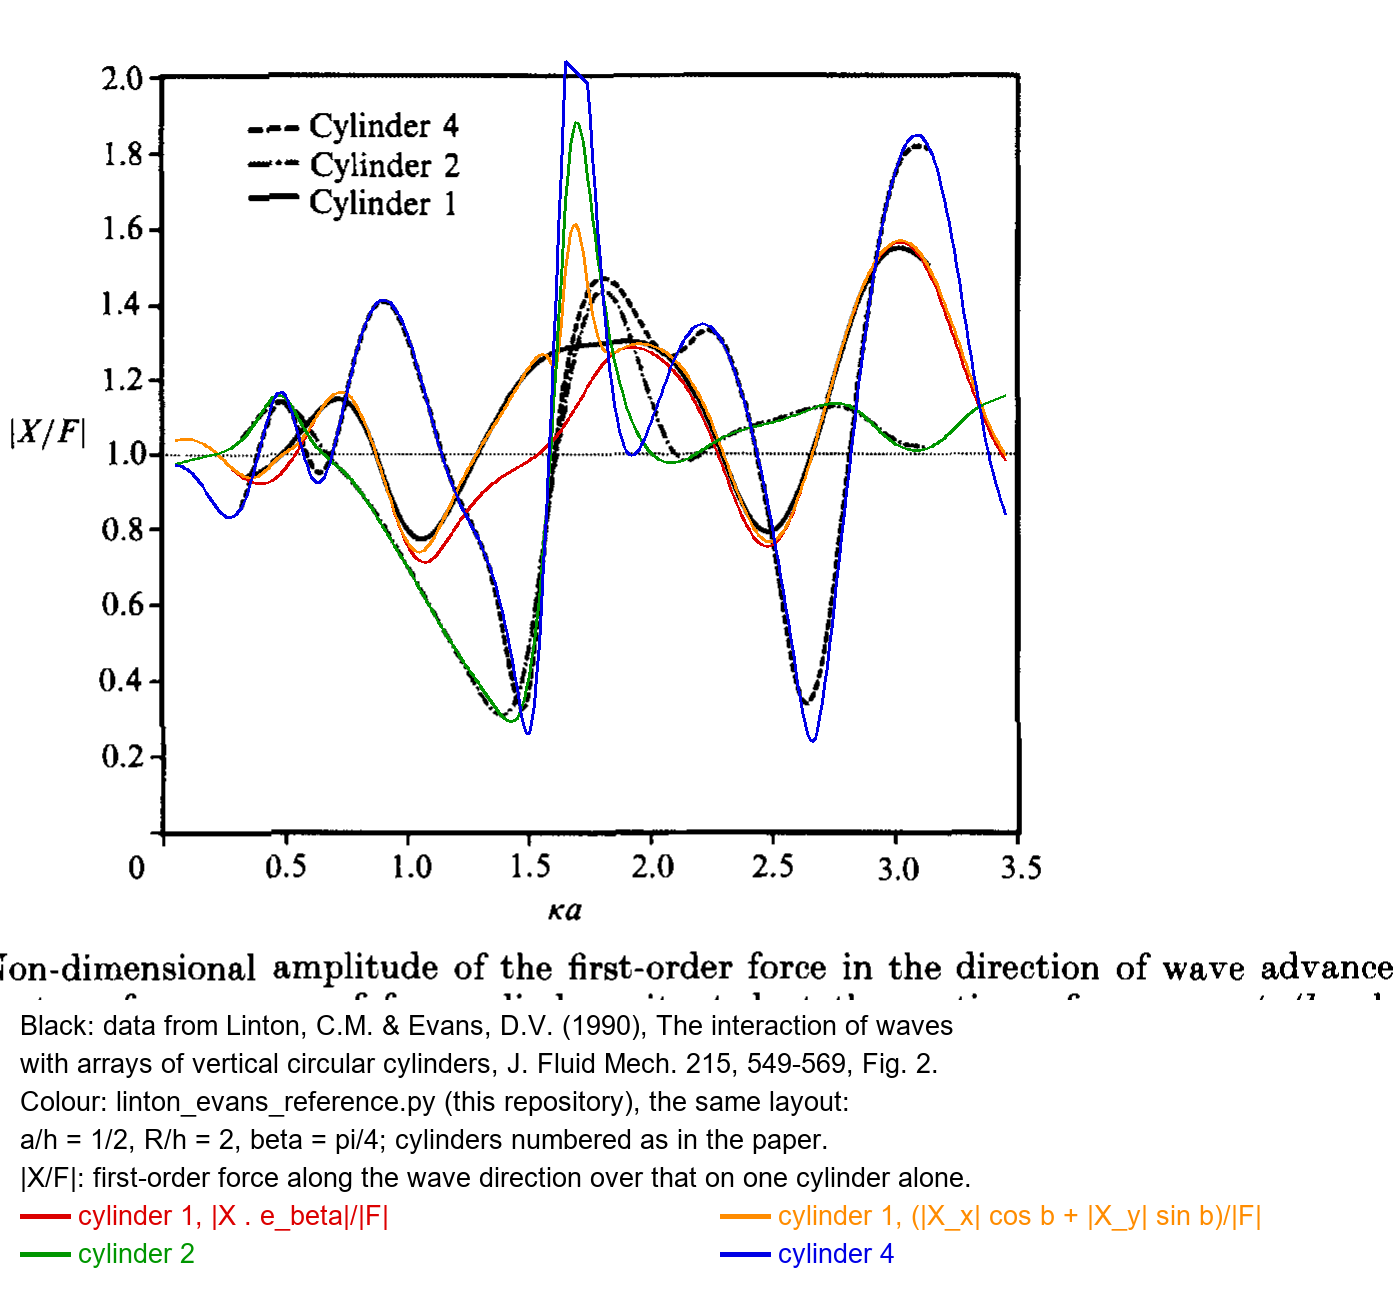 2.0
1.8
1.6
1.4
1.2
1.0
0.8
0.6
0.4
0.2
0
|X/F|
Cylinder 4
Cylinder 2
Cylinder 1
0.5 1.0 1.5 2.0 2.5 3.0 3.5
κa
Non-dimensional amplitude of the first-order force in the direction of wave advance
Black: data from Linton, C.M. & Evans, D.V. (1990), The interaction of waves
with arrays of vertical circular cylinders, J. Fluid Mech. 215, 549-569, Fig. 2.
Colour: linton_evans_reference.py (this repository), the same layout:
a/h = 1/2, R/h = 2, beta = pi/4; cylinders numbered as in the paper.
|X/F|: first-order force along the wave direction over that on one cylinder alone.
cylinder 1, |X . e_beta|/|F| cylinder 1, (|X_x| cos b + |X_y| sin b)/|F|
cylinder 2 cylinder 4